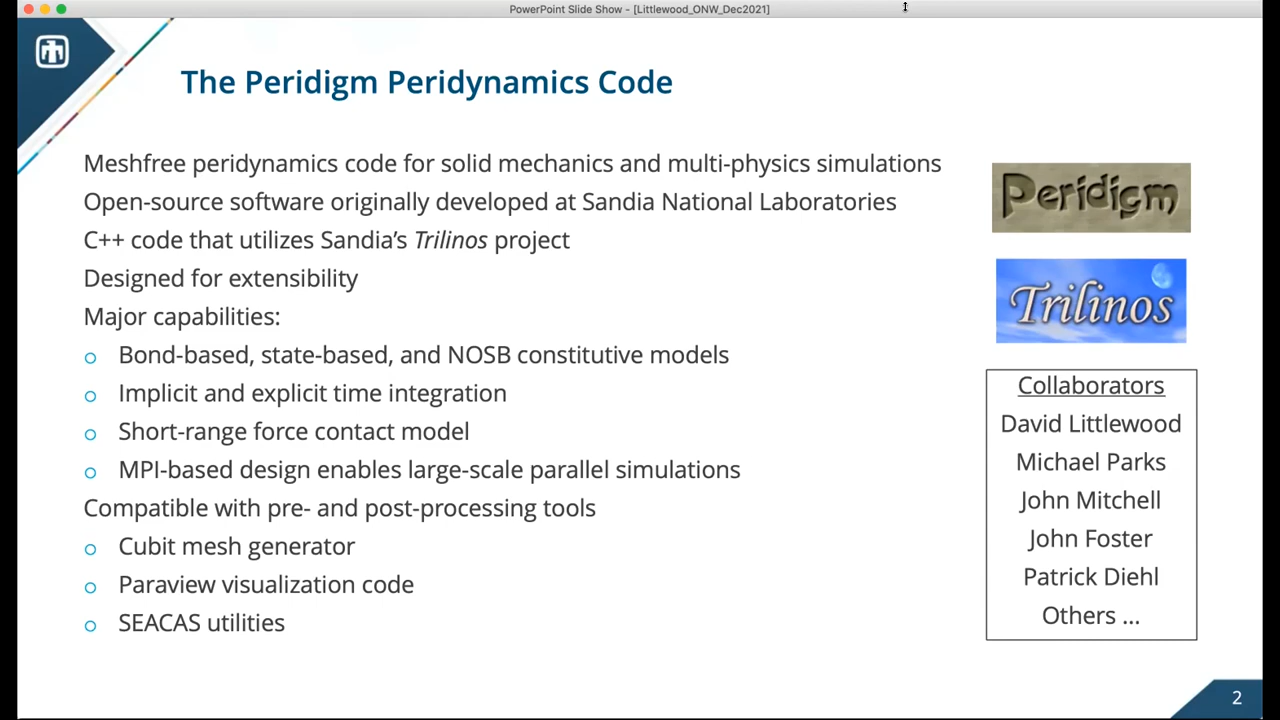 PowerPoint Slide Show - [Littlewood_ONW_Dec2021]
The Peridigm Peridynamics Code
Meshfree peridynamics code for solid mechanics and multi-physics simulations
Open-source software originally developed at Sandia National Laboratories
C++ code that utilizes Sandia’s Trilinos project
Designed for extensibility
Major capabilities:
o Bond-based, state-based, and NOSB constitutive models
o Implicit and explicit time integration
o Short-range force contact model
o MPI-based design enables large-scale parallel simulations
Compatible with pre- and post-processing tools
o Cubit mesh generator
o Paraview visualization code
o SEACAS utilities
Peridigm
Trilinos
Collaborators
David Littlewood
Michael Parks
John Mitchell
John Foster
Patrick Diehl
Others ...
2